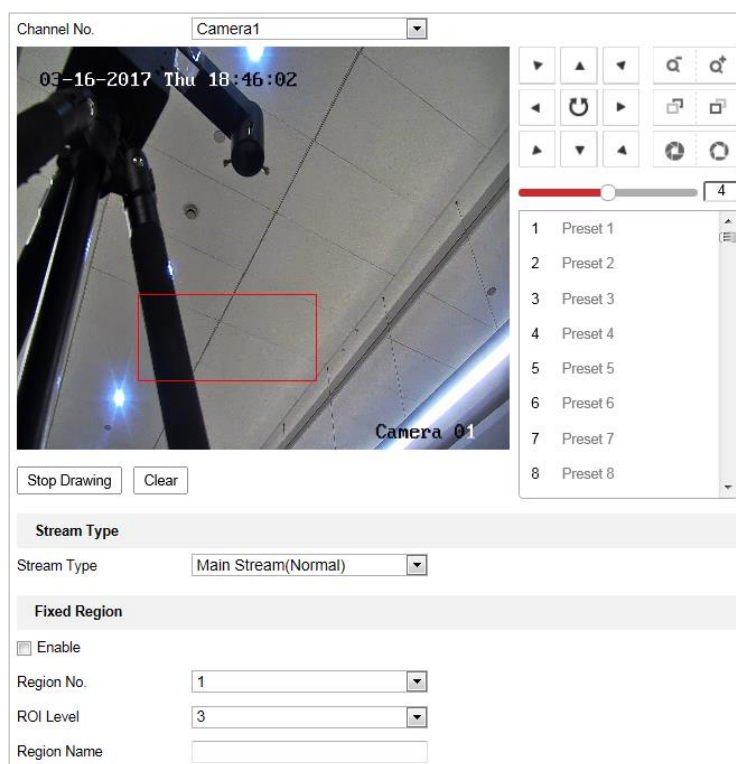 Channel No. Camera1
03-16-2017 Thu 18:46:02
4
1 Preset 1
2 Preset 2
3 Preset 3
4 Preset 4
5 Preset 5
6 Preset 6
7 Preset 7
8 Preset 8
Camera 01
Stop Drawing Clear
Stream Type
Stream Type Main Stream(Normal)
Fixed Region
Enable
Region No. 1
ROI Level 3
Region Name